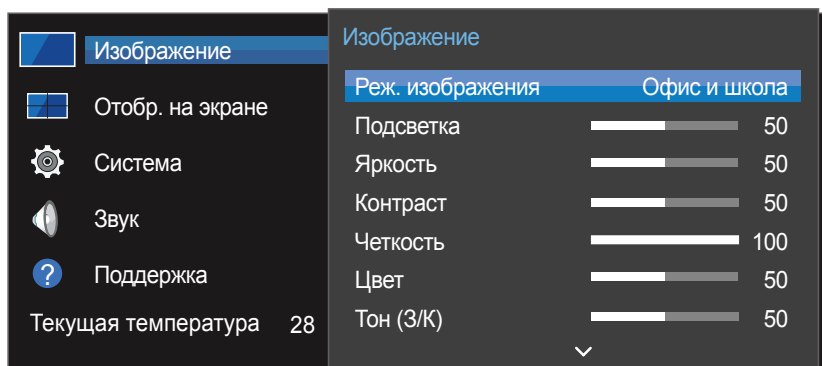 Изображение
Отобр. на экране
Система
Звук
?
Поддержка
Текущая температура 28
Изображение
Реж. изображения Офис и школа
Подсветка 50
Яркость 50
Контраст 50
Четкость 100
Цвет 50
Тон (З/К) 50